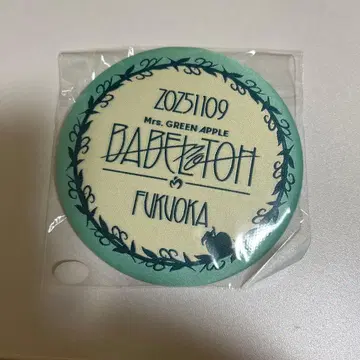 20251109
Mrs. GREEN APPLE
BABEL no TOH
FUKUOKA